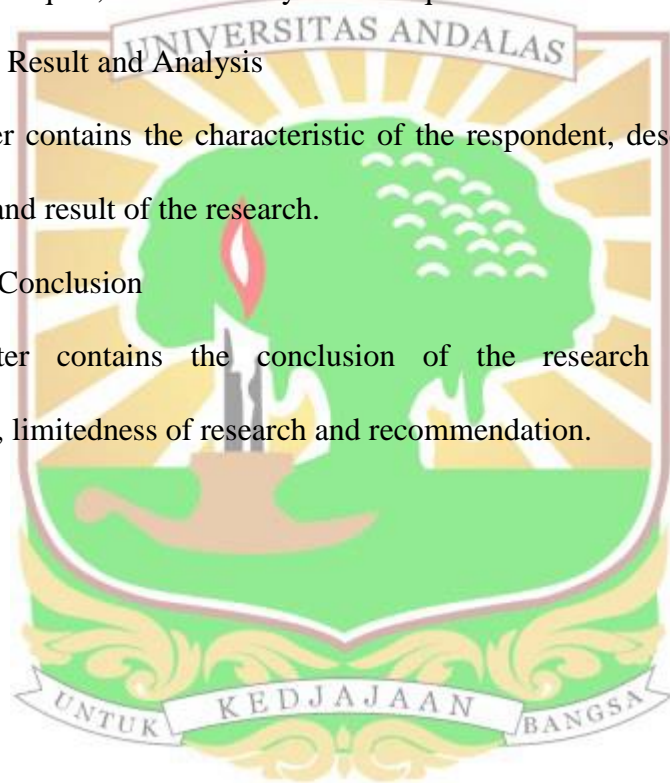 UNIVERSITAS ANDALAS
Result and Analysis
er contains the characteristic of the respondent, des
and result of the research.
Conclusion
ter contains the conclusion of the research
, limitedness of research and recommendation.
UNTUK KEDJAJAAN BANGSA